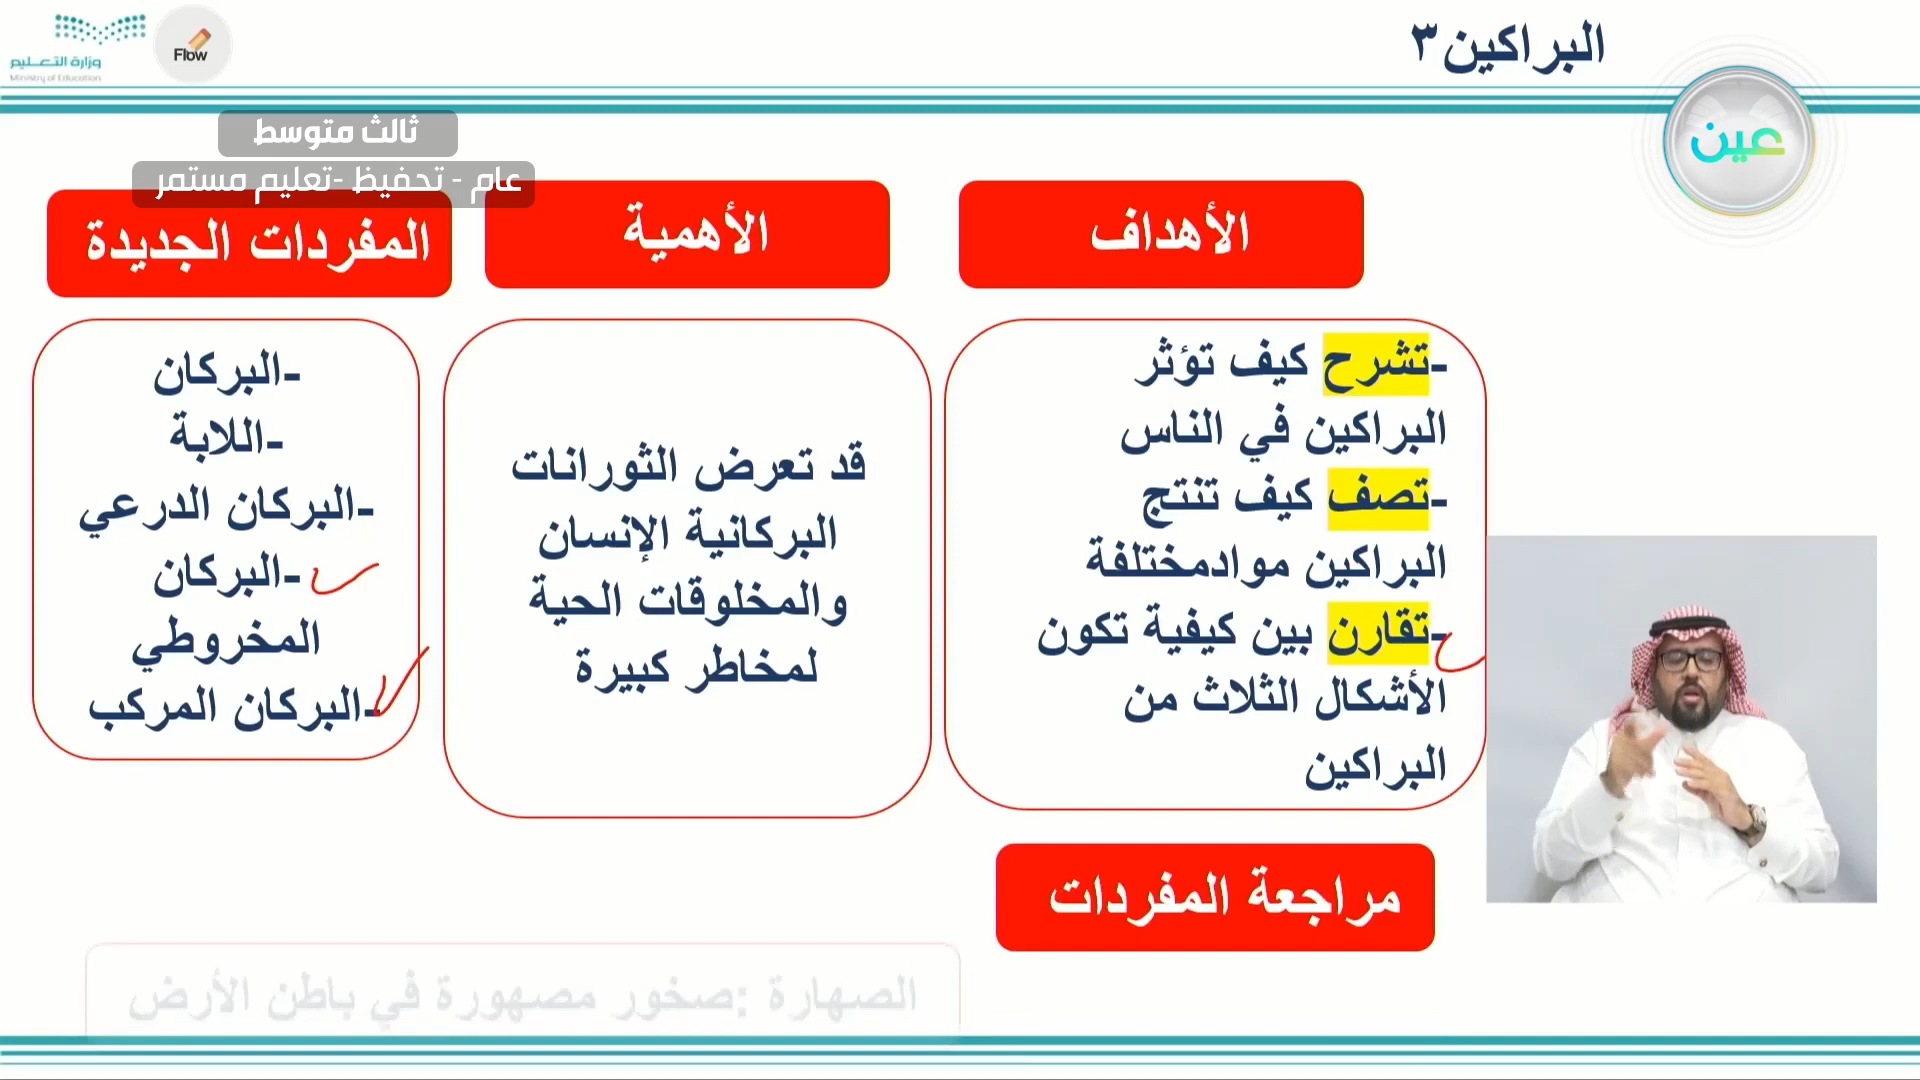 وزارة التعليم
Ministry of Education
Flow
البراكين ٣
عين
ثالث متوسط
عام - تحفيظ -تعليم مستمر
الأهداف
-تشرح كيف تؤثر
البراكين في الناس
-تصف كيف تنتج
البراكين موادمختلفة
-تقارن بين كيفية تكون
الأشكال الثلاث من
البراكين
الأهمية
قد تعرض الثورانات
البركانية الإنسان
والمخلوقات الحية
لمخاطر كبيرة
المفردات الجديدة
-البركان
-اللابة
-البركان الدرعي
-البركان
المخروطي
-البركان المركب
مراجعة المفردات
الصهارة :صخور مصهورة في باطن الأرض